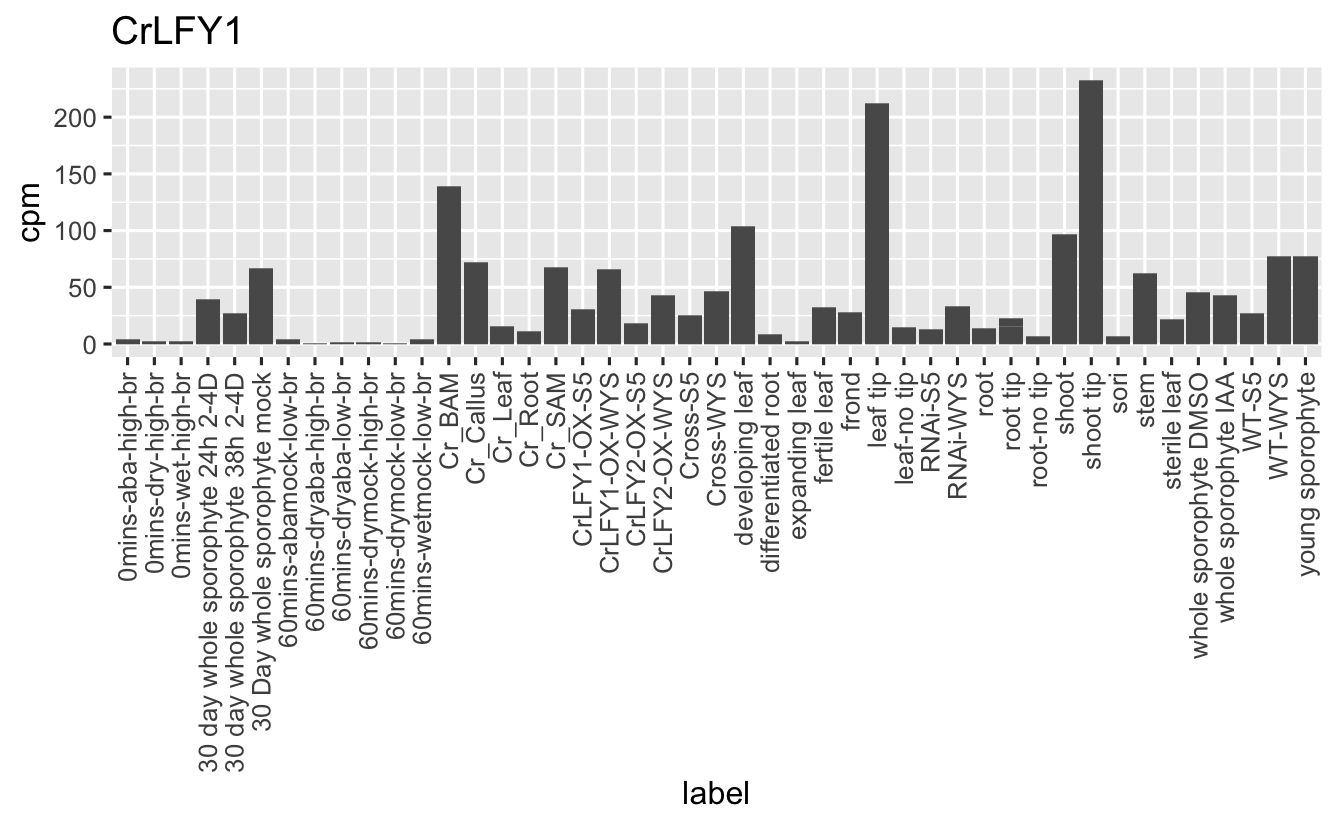 CrLFY1
200
150
100
50
0
cpm
0mins-aba-high-br
0mins-dry-high-br
0mins-wet-high-br
30 day whole sporophyte 24h 2-4D
30 day whole sporophyte 38h 2-4D
30 Day whole sporophyte mock
60mins-abamock-low-br
60mins-dryaba-high-br
60mins-dryaba-low-br
60mins-drymock-high-br
60mins-drymock-low-br
60mins-wetmock-low-br
Cr_BAM
Cr_Callus
Cr_Leaf
Cr_Root
Cr_SAM
CrLFY1-OX-S5
CrLFY1-OX-WYS
CrLFY2-OX-S5
CrLFY2-OX-WYS
Cross-S5
Cross-WYS
developing leaf
differentiated root
expanding leaf
fertile leaf
frond
leaf tip
leaf-no tip
RNAi-S5
RNAi-WYS
root
root tip
root-no tip
shoot
shoot tip
sori
stem
sterile leaf
whole sporophyte DMSO
whole sporophyte IAA
WT-S5
WT-WYS
young sporophyte
label